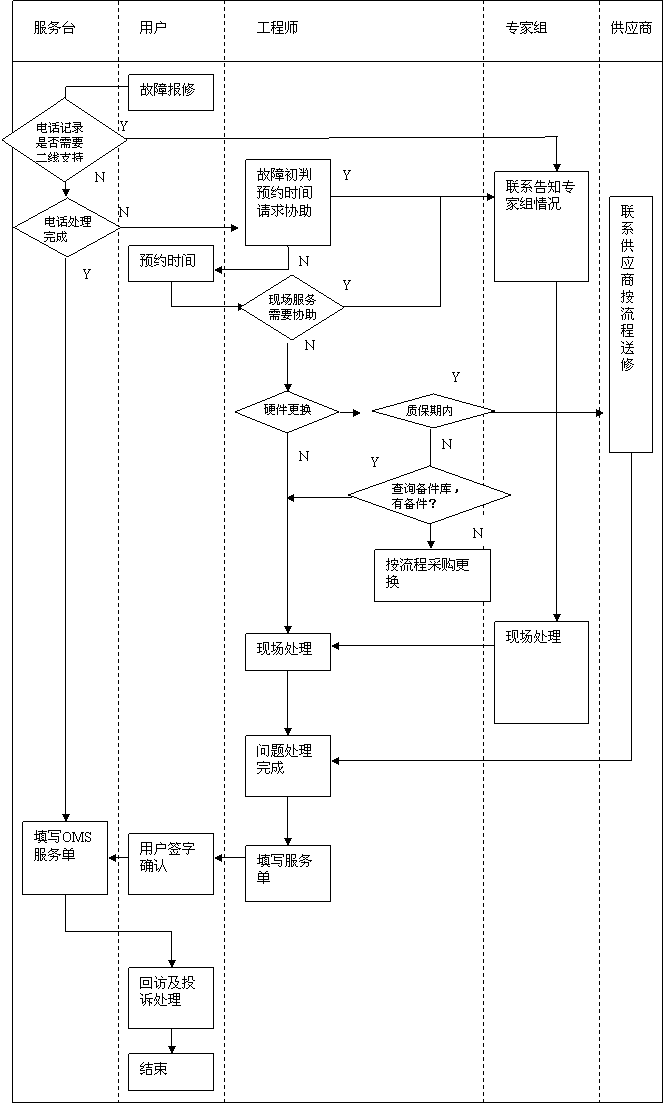 服务台
用户
工程师
专家组
供应商
故障报修
电话记录
是否需要
二线支持
Y
N
电话处理
完成
N
Y
故障初判
预约时间
请求协助
Y
N
联系告知专
家组情况
联系供应商按流程送修
预约时间
现场服务
需要协助
Y
N
硬件更换
N
质保期内
Y
N
查询备件库，
有备件？
Y
N
按流程采购更
换
现场处理
现场处理
问题处理
完成
填写OMS
服务单
用户签字
确认
填写服务
单
回访及投
诉处理
结束